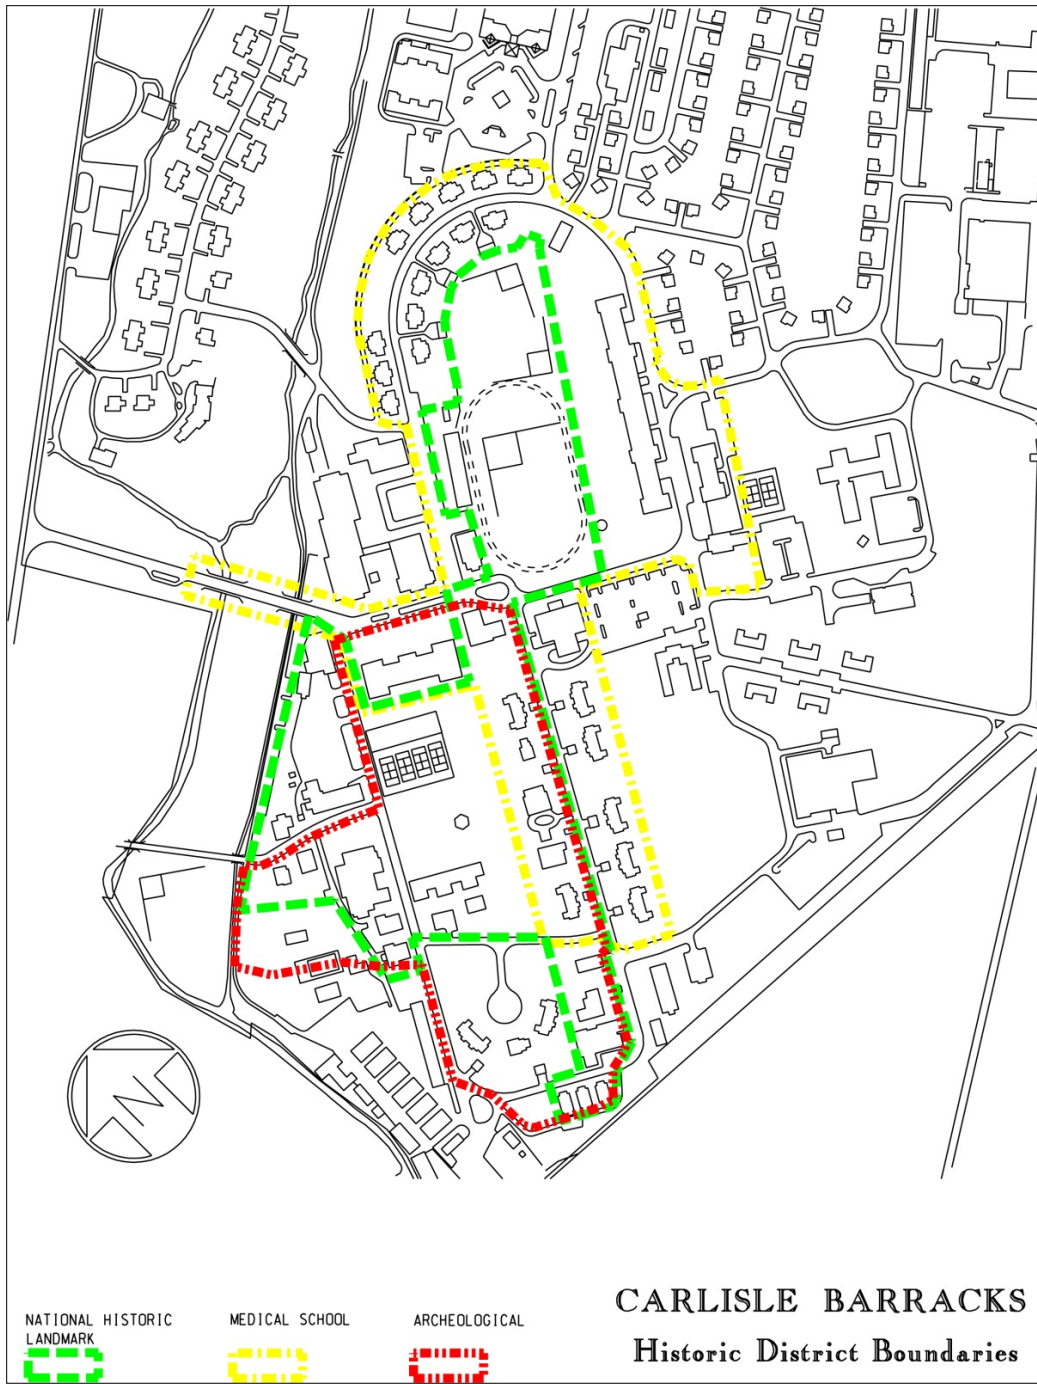 CARLISLE BARRACKS
Historic District Boundaries
NATIONAL HISTORIC
LANDMARK
MEDICAL SCHOOL
ARCHEOLOGICAL
N